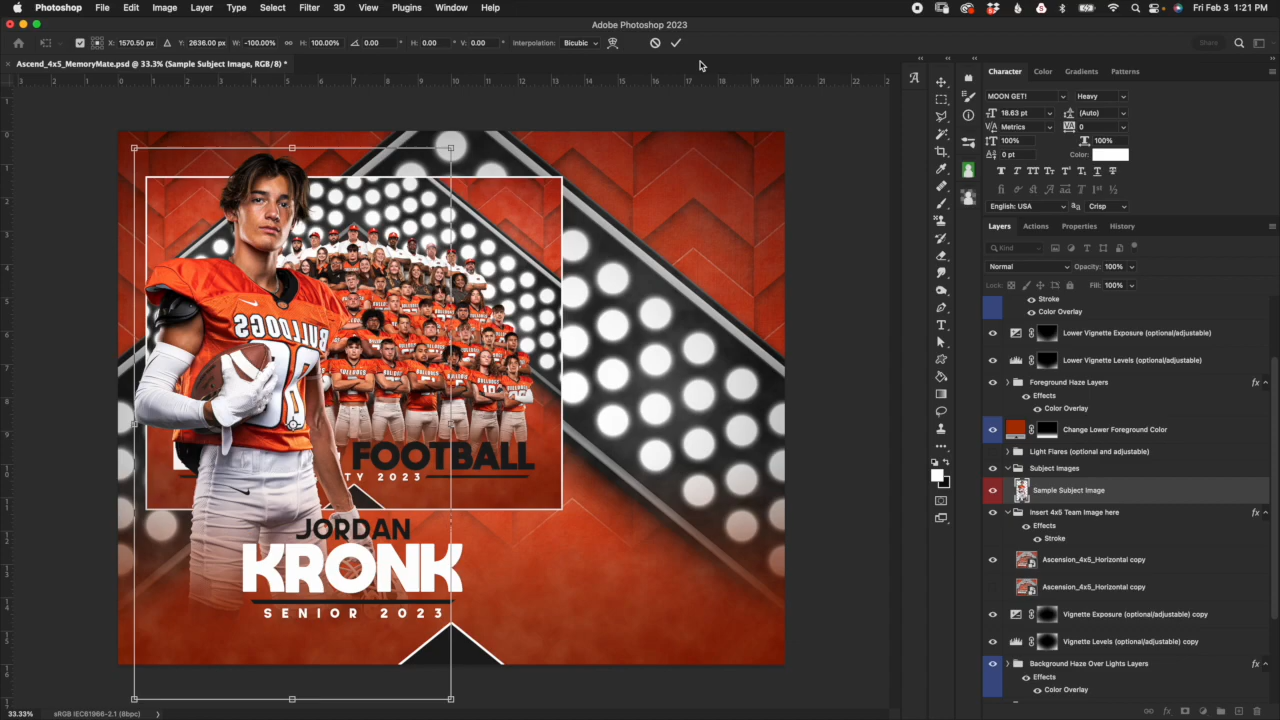 Photoshop File Edit Image Layer Type Select Filter 3D View Plugins Window Help Fri Feb 3 1:21 PM
Adobe Photoshop 2023
X: 1570.50 px Y: 2636.00 px W: -100.00% H: 100.00% 0.00 ° H: 0.00 ° V: 0.00 ° Interpolation: Bicubic Share
Ascend_4x5_MemoryMate.psd @ 33.3% (Sample Subject Image, RGB/8) *
Character Color Gradients Patterns
MOON GET! Heavy
18.63 pt (Auto)
Metrics 0
100% 100%
0 pt Color:
English: USA Crisp
Layers Actions Properties History
Kind
Normal Opacity: 100%
Lock: Fill: 100%
Stroke
Color Overlay
Lower Vignette Exposure (optional/adjustable)
Lower Vignette Levels (optional/adjustable)
Foreground Haze Layers fx
Effects
Color Overlay
Change Lower Foreground Color
Light Flares (optional and adjustable)
Subject Images
Sample Subject Image
Insert 4x5 Team Image here fx
Effects
Stroke
Ascension_4x5_Horizontal copy
Ascension_4x5_Horizontal copy
Vignette Exposure (optional/adjustable) copy
Vignette Levels (optional/adjustable) copy
Background Haze Over Lights Layers fx
Effects
Color Overlay
BULLDOGS
FOOTBALL
TY 2023
JORDAN
KRONK
SENIOR 2023
33.33% sRGB IEC61966-2.1 (8bpc)